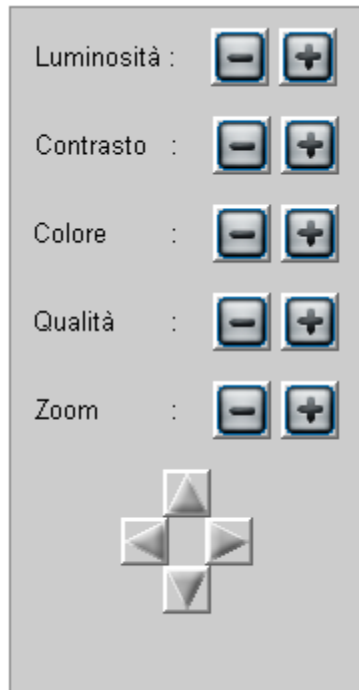 Luminosità :
Contrasto :
Colore :
Qualità :
Zoom :